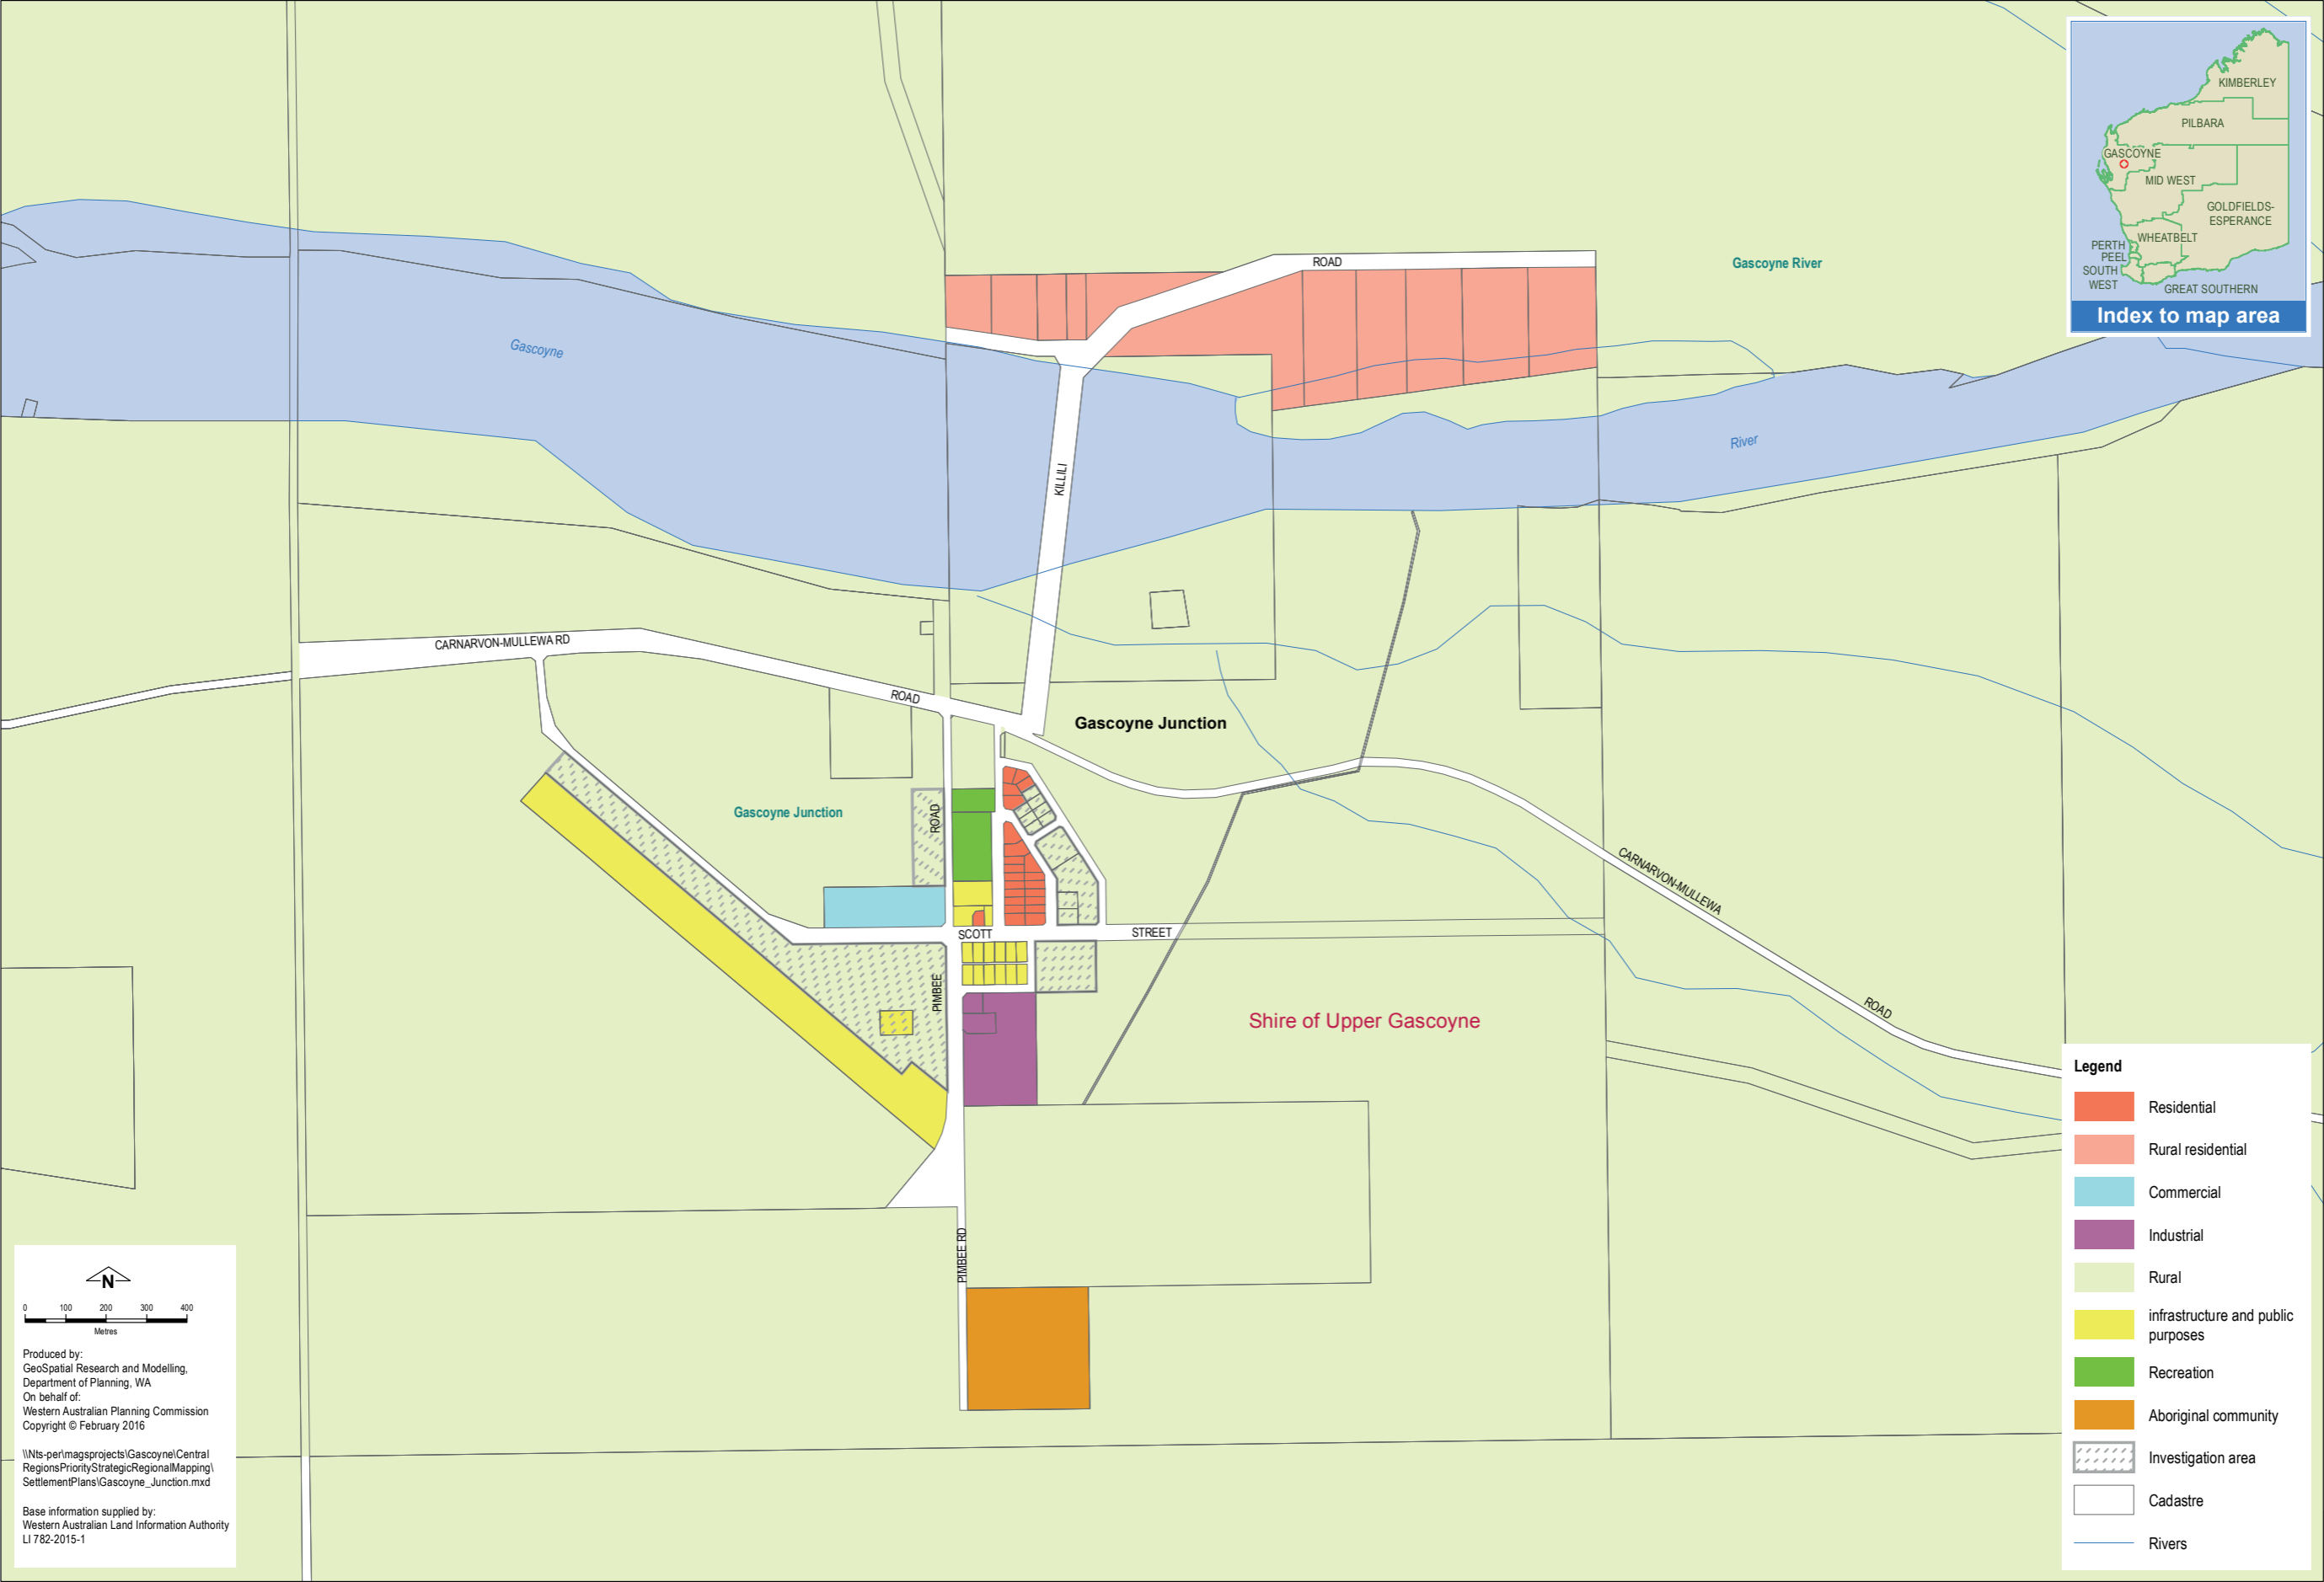 KIMBERLEY
PILBARA
GASCOYNE
MID WEST
GOLDFIELDS-
ESPERANCE
WHEATBELT
PERTH
PEEL
SOUTH
WEST
GREAT SOUTHERN
Index to map area
ROAD
Gascoyne River
Gascoyne
River
KILLILI
CARNARVON-MULLEWA RD
ROAD
Gascoyne Junction
Gascoyne Junction
ROAD
CARNARVON-MULLEWA
ROAD
SCOTT
STREET
PIMBEE
Shire of Upper Gascoyne
PIMBEE RD
Legend
Residential
Rural residential
Commercial
Industrial
Rural
infrastructure and public
purposes
Recreation
Aboriginal community
Investigation area
Cadastre
Rivers
N
0 100 200 300 400
Metres
Produced by:
GeoSpatial Research and Modelling,
Department of Planning, WA
On behalf of:
Western Australian Planning Commission
Copyright © February 2016
\\Nts-per\magsprojects\Gascoyne\Central
RegionsPriorityStrategicRegionalMapping\
SettlementPlans\Gascoyne_Junction.mxd
Base information supplied by:
Western Australian Land Information Authority
LI 782-2015-1